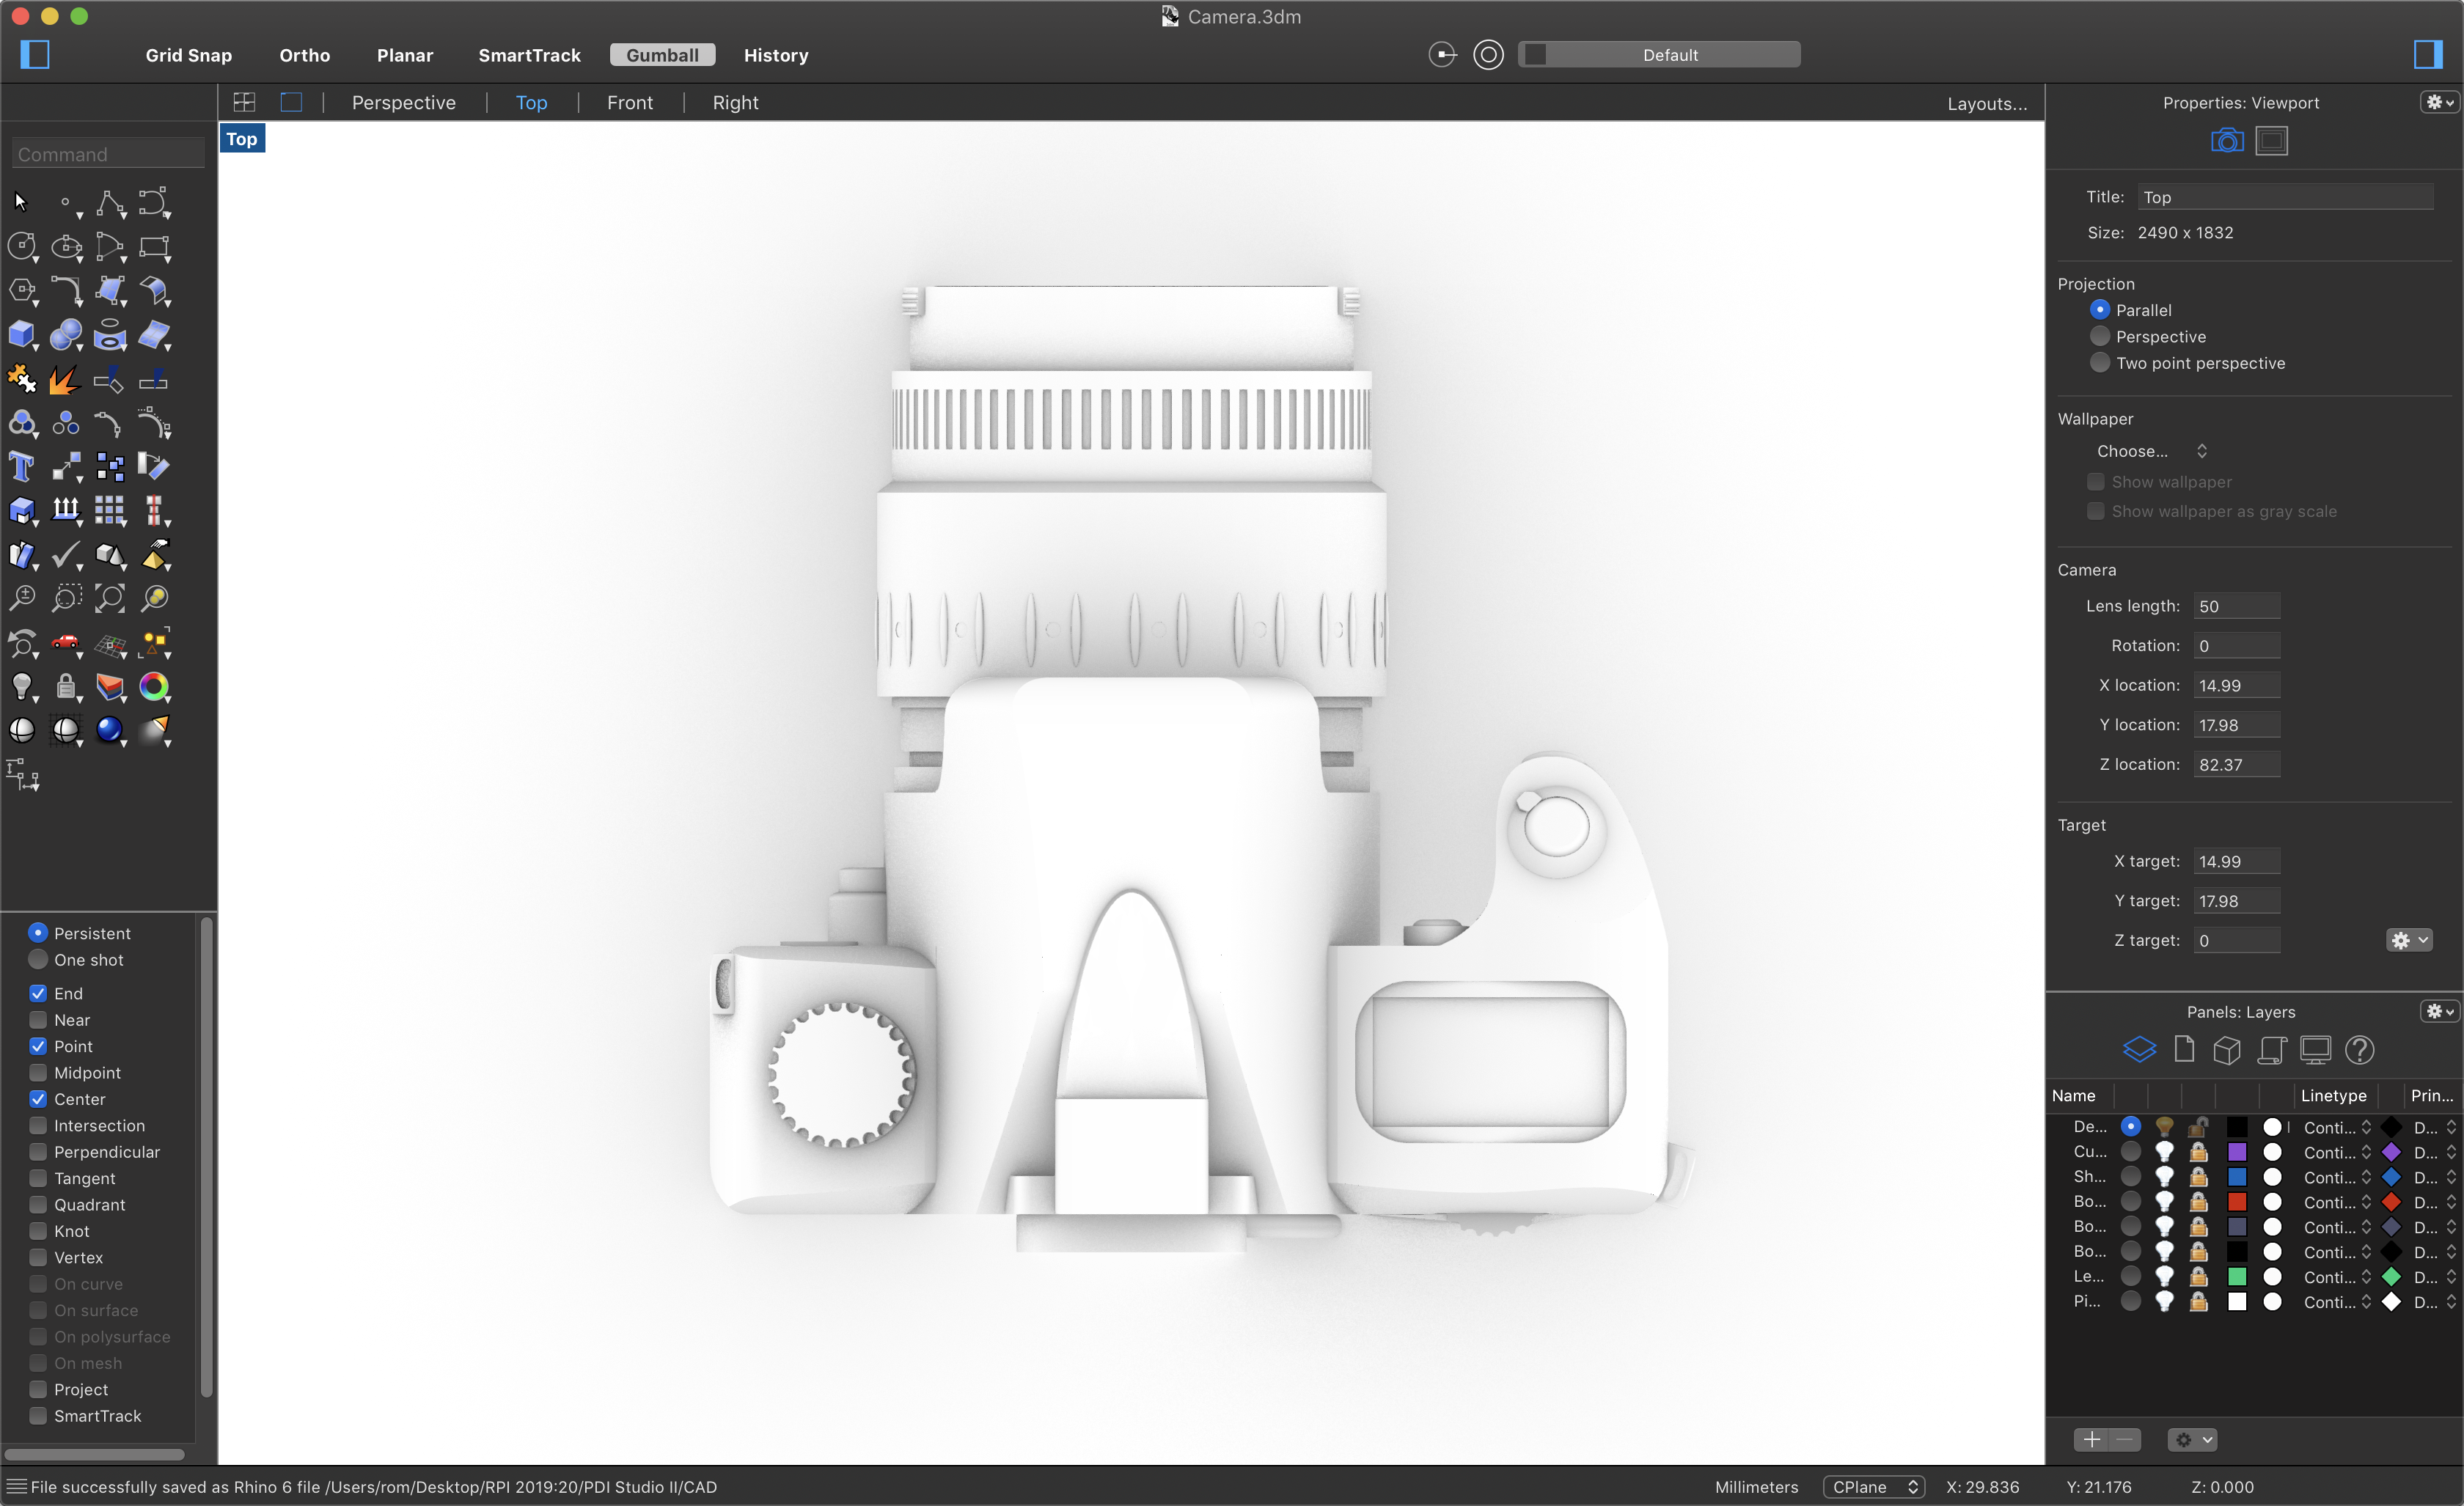 Camera.3dm
Grid Snap Ortho Planar SmartTrack Gumball History Default
Perspective Top Front Right Layouts...
Top
Command
Persistent
One shot
End
Near
Point
Midpoint
Center
Intersection
Perpendicular
Tangent
Quadrant
Knot
Vertex
On curve
On surface
On polysurface
On mesh
Project
SmartTrack
Properties: Viewport
Title: Top
Size: 2490 x 1832
Projection
Parallel
Perspective
Two point perspective
Wallpaper
Choose...
Show wallpaper
Show wallpaper as gray scale
Camera
Lens length: 50
Rotation: 0
X location: 14.99
Y location: 17.98
Z location: 82.37
Target
X target: 14.99
Y target: 17.98
Z target: 0
Panels: Layers
Name Linetype Prin...
De... Conti... D...
Cu... Conti... D...
Sh... Conti... D...
Bo... Conti... D...
Bo... Conti... D...
Bo... Conti... D...
Le... Conti... D...
Pi... Conti... D...
File successfully saved as Rhino 6 file /Users/rom/Desktop/RPI 2019:20/PDI Studio II/CAD Millimeters CPlane X: 29.836 Y: 21.176 Z: 0.000